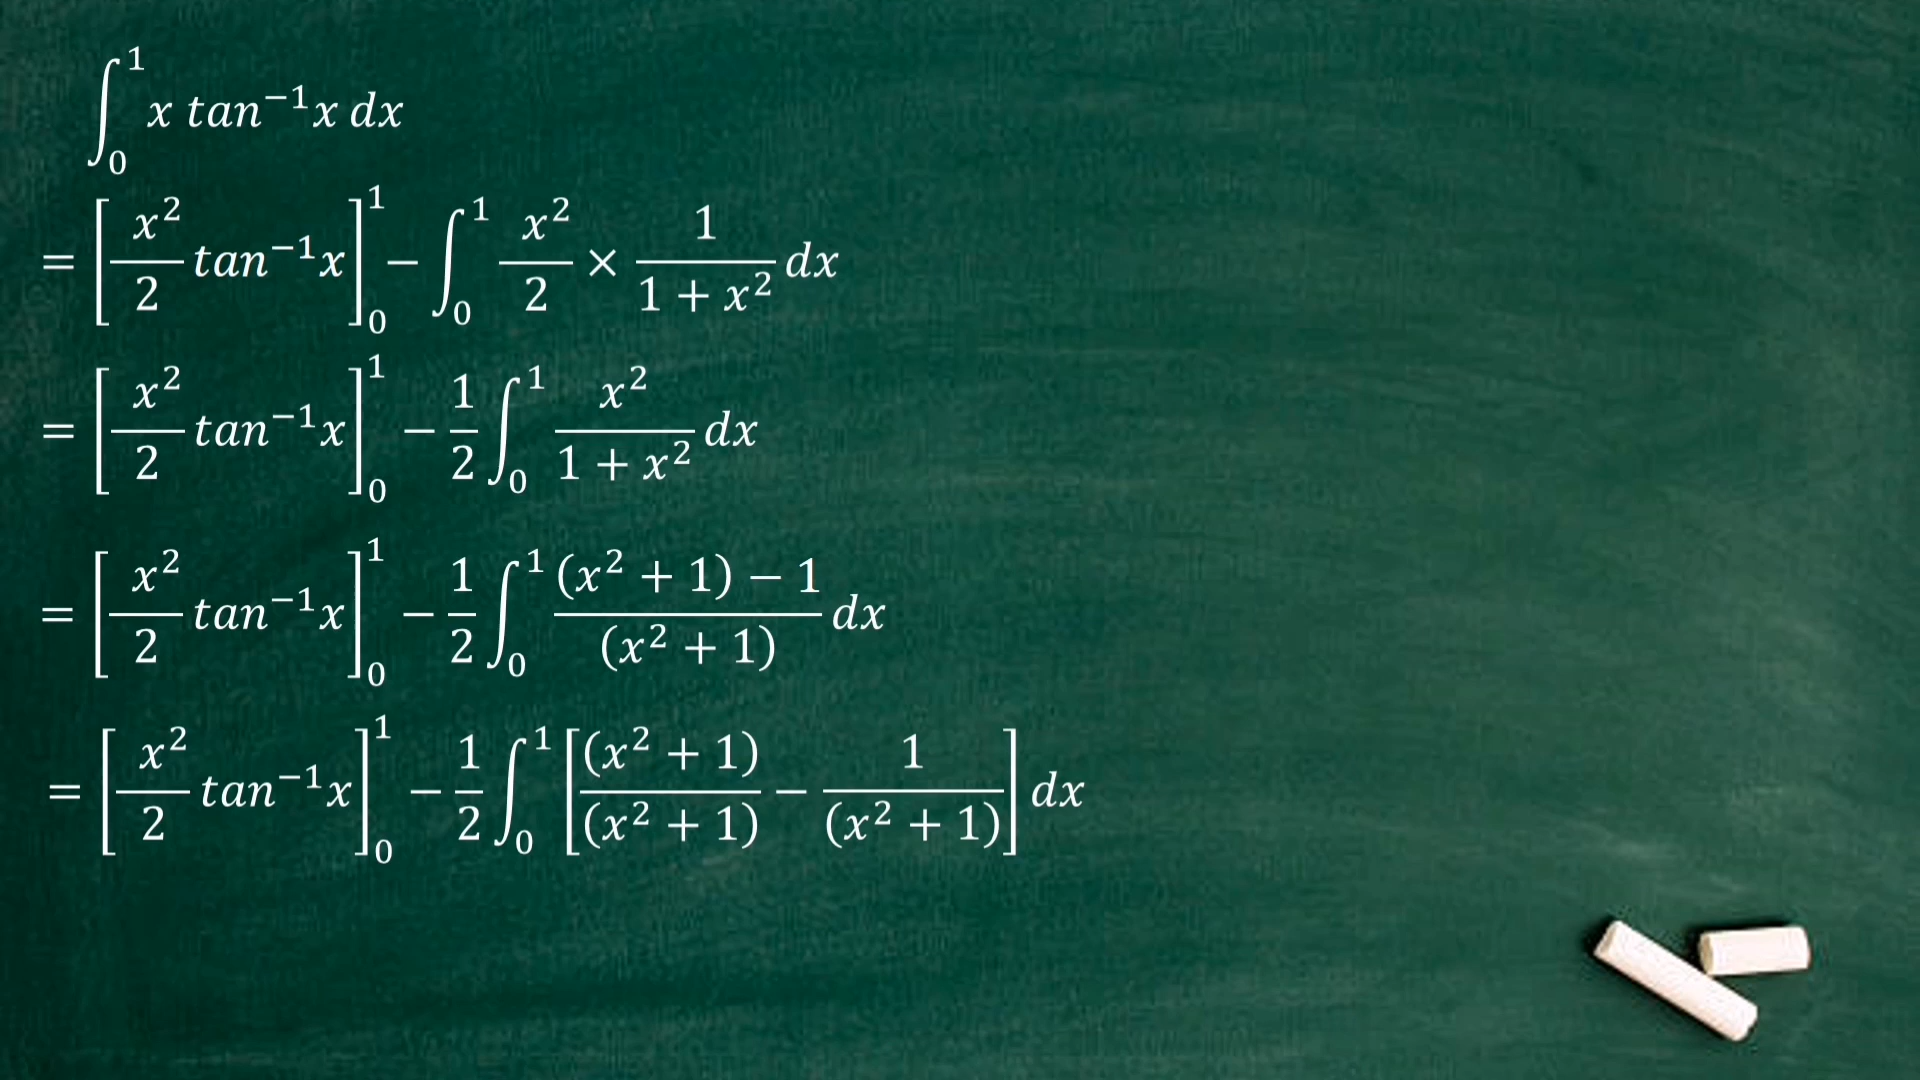 ∫₀¹ x tan⁻¹x dx
= [x²/2 tan⁻¹x]₀¹ − ∫₀¹ x²/2 × 1/(1 + x²) dx
= [x²/2 tan⁻¹x]₀¹ − 1/2 ∫₀¹ x²/(1 + x²) dx
= [x²/2 tan⁻¹x]₀¹ − 1/2 ∫₀¹ ((x² + 1) − 1)/(x² + 1) dx
= [x²/2 tan⁻¹x]₀¹ − 1/2 ∫₀¹ [(x² + 1)/(x² + 1) − 1/(x² + 1)] dx